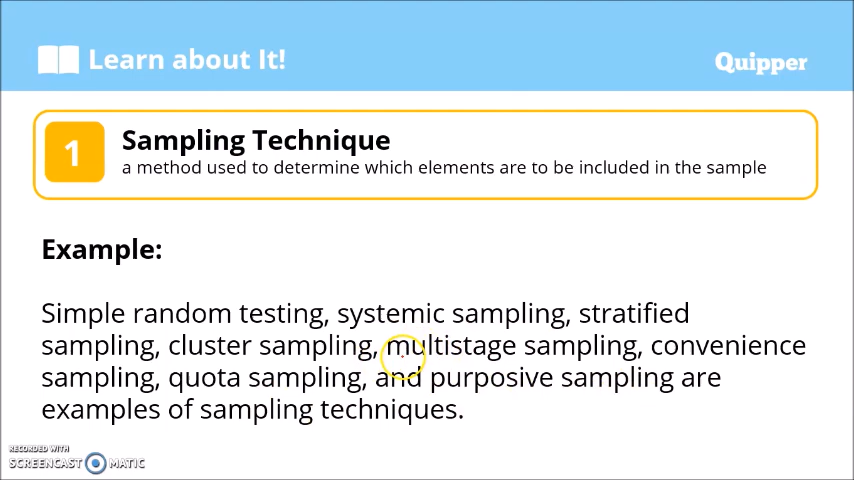 Learn about It!
Quipper
1
Sampling Technique
a method used to determine which elements are to be included in the sample
Example:
Simple random testing, systemic sampling, stratified
sampling, cluster sampling, multistage sampling, convenience
sampling, quota sampling, and purposive sampling are
examples of sampling techniques.
RECORDED WITH
SCREENCAST MATIC